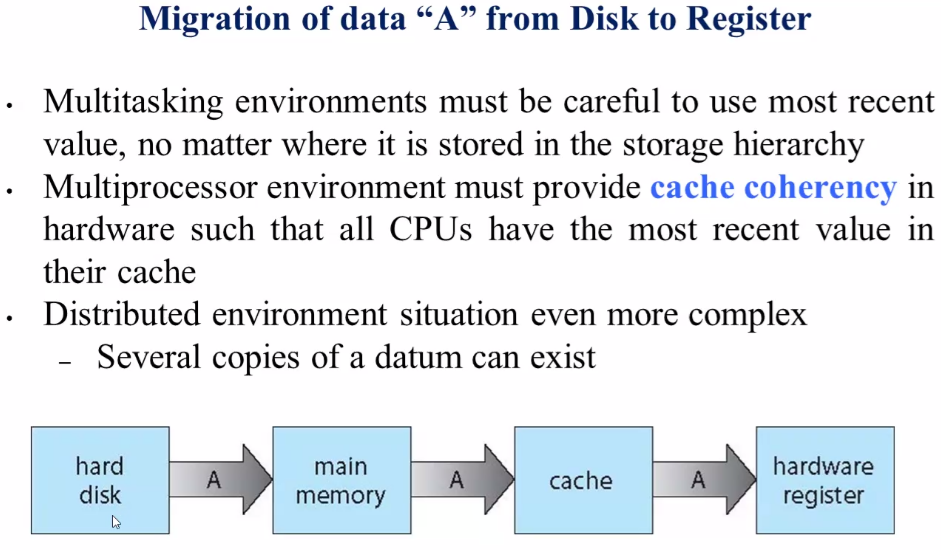 Migration of data “A” from Disk to Register
• Multitasking environments must be careful to use most recent
value, no matter where it is stored in the storage hierarchy
• Multiprocessor environment must provide cache coherency in
hardware such that all CPUs have the most recent value in
their cache
• Distributed environment situation even more complex
– Several copies of a datum can exist
hard
disk
A
main
memory
A
cache
A
hardware
register